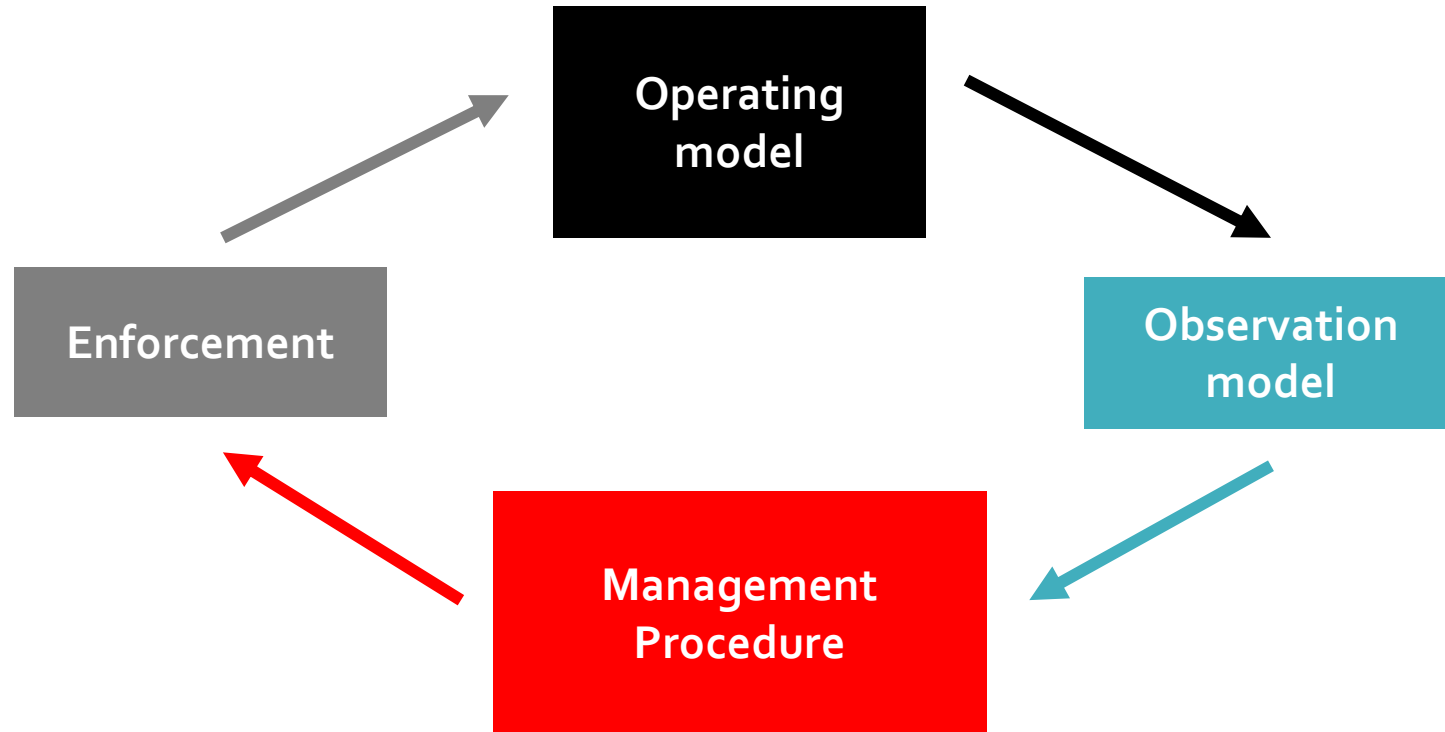 Operating
model
Enforcement
Observation
model
Management
Procedure